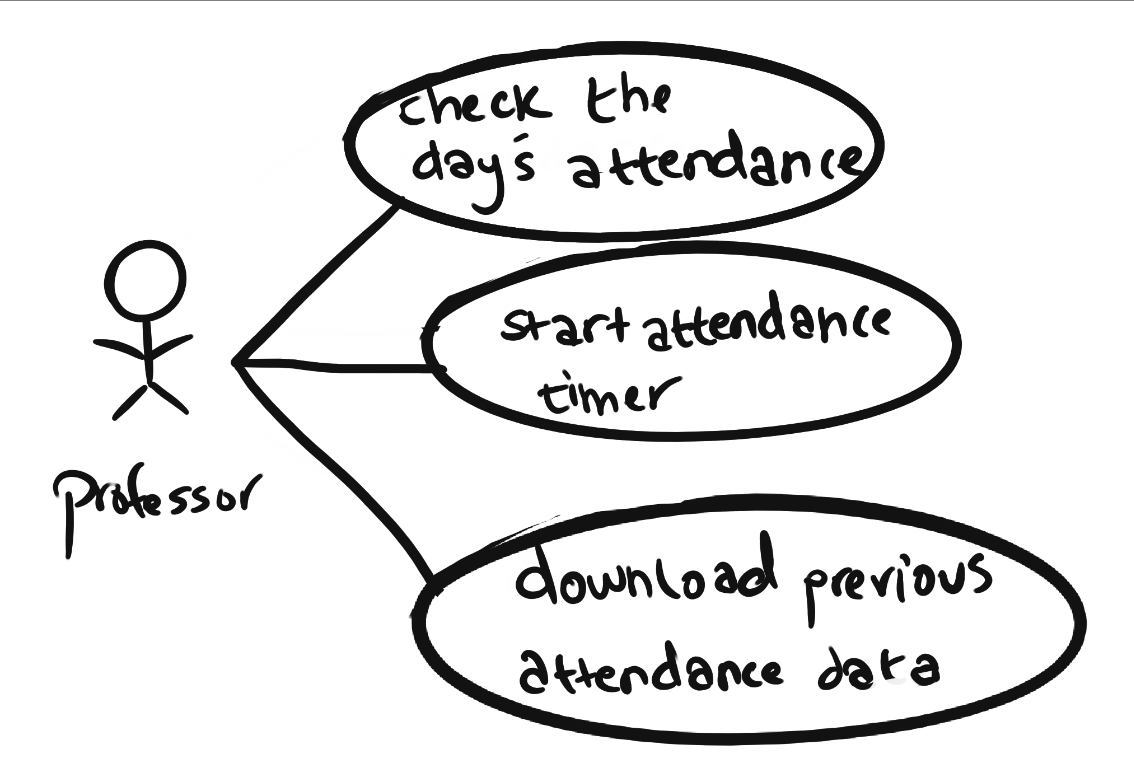 check the
day's attendance
start attendance
timer
professor
download previous
attendance data